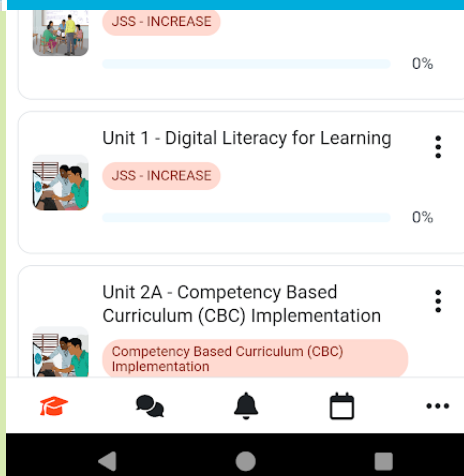 JSS - INCREASE
0%
Unit 1 - Digital Literacy for Learning
JSS - INCREASE
0%
Unit 2A - Competency Based
Curriculum (CBC) Implementation
Competency Based Curriculum (CBC)
Implementation